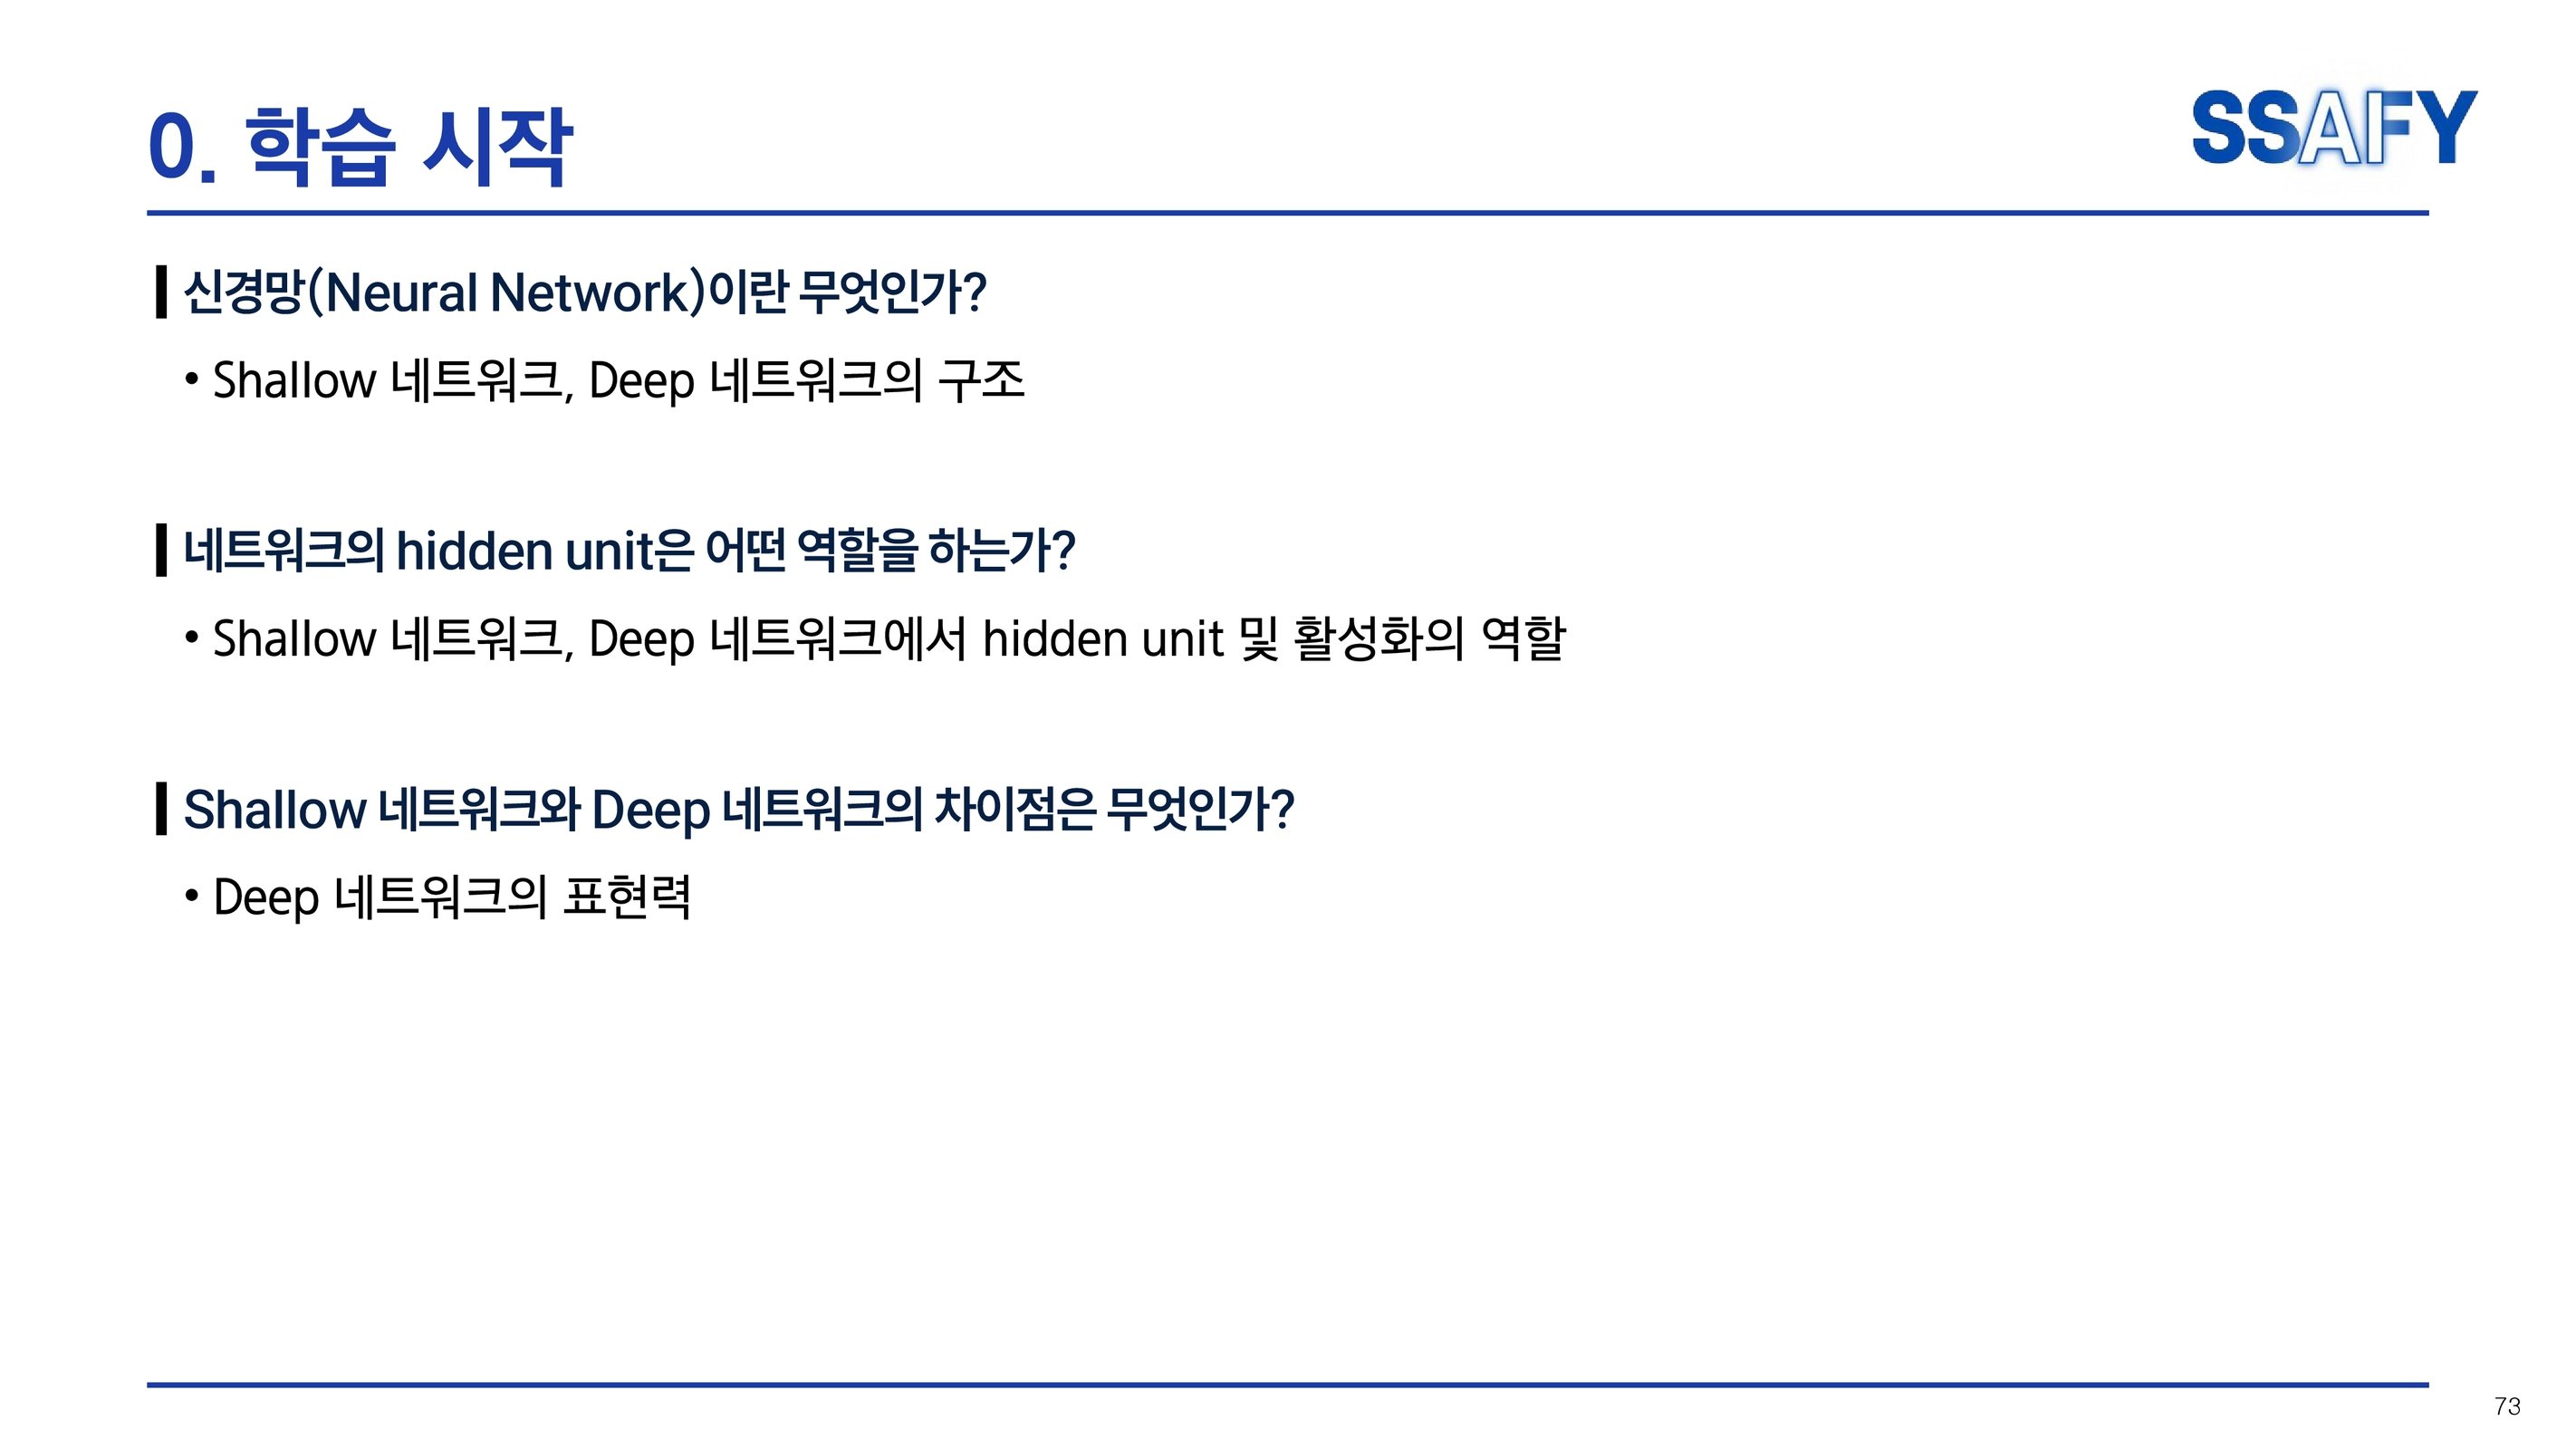 0. 학습 시작
SSAFY
신경망(Neural Network)이란 무엇인가?
• Shallow 네트워크, Deep 네트워크의 구조
네트워크의 hidden unit은 어떤 역할을 하는가?
• Shallow 네트워크, Deep 네트워크에서 hidden unit 및 활성화의 역할
Shallow 네트워크와 Deep 네트워크의 차이점은 무엇인가?
• Deep 네트워크의 표현력
73